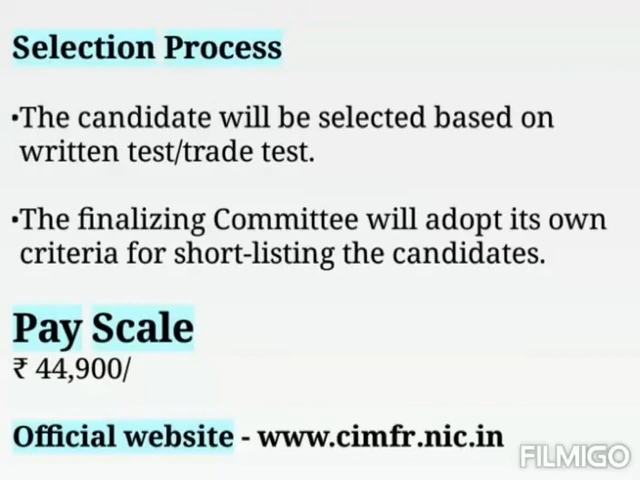 Selection Process
•The candidate will be selected based on
written test/trade test.
•The finalizing Committee will adopt its own
criteria for short-listing the candidates.
Pay Scale
₹ 44,900/
Official website - www.cimfr.nic.in
FILMIGO